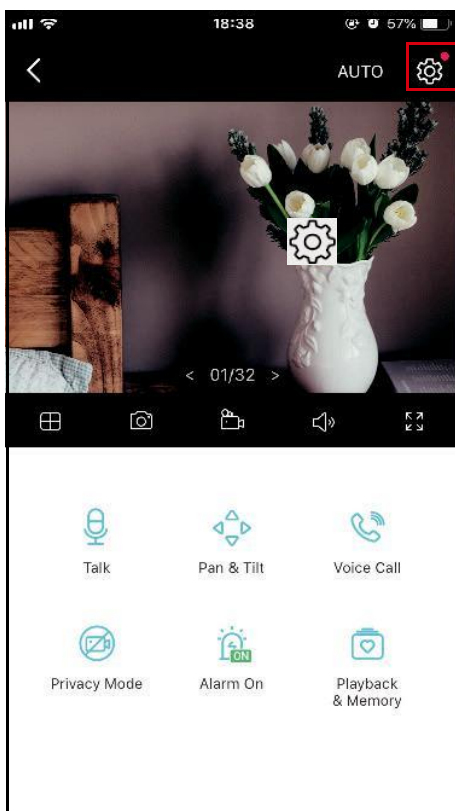 18:38
57%
AUTO
< 01/32 >
Talk
Pan & Tilt
Voice Call
ON
Privacy Mode
Alarm On
Playback
& Memory